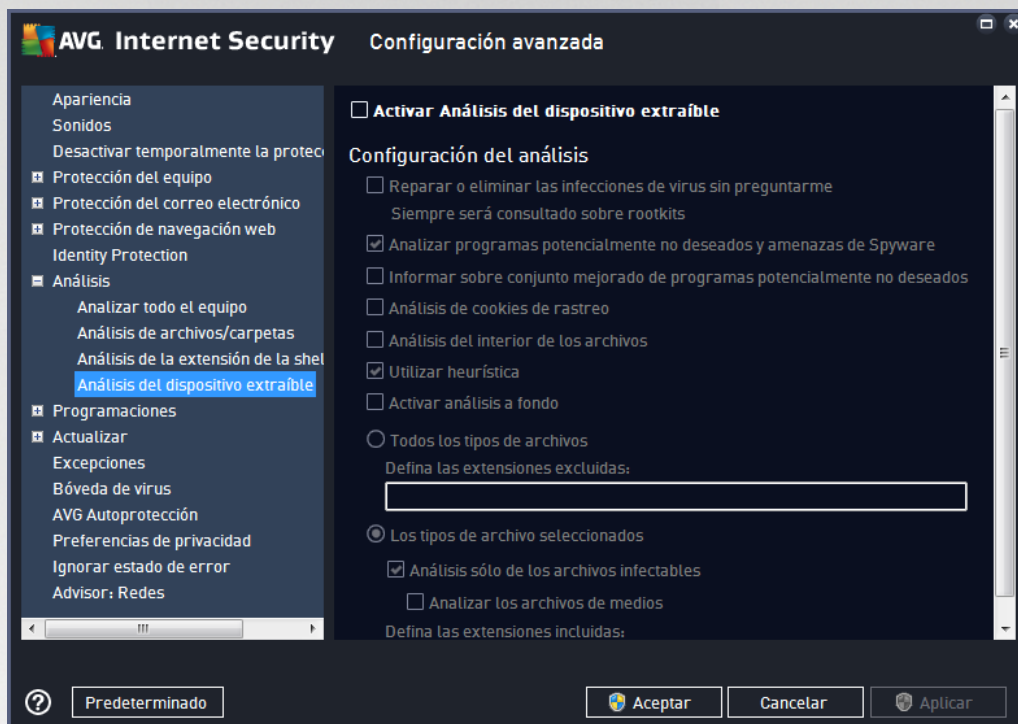 AVG. Internet Security
Configuración avanzada
Apariencia
Sonidos
Desactivar temporalmente la protec
Protección del equipo
Protección del correo electrónico
Protección de navegación web
Identity Protection
Análisis
Analizar todo el equipo
Análisis de archivos/carpetas
Análisis de la extensión de la shel
Análisis del dispositivo extraíble
Programaciones
Actualizar
Excepciones
Bóveda de virus
AVG Autoprotección
Preferencias de privacidad
Ignorar estado de error
Advisor: Redes
Activar Análisis del dispositivo extraíble
Configuración del análisis
Reparar o eliminar las infecciones de virus sin preguntarme
Siempre será consultado sobre rootkits
Analizar programas potencialmente no deseados y amenazas de Spyware
Informar sobre conjunto mejorado de programas potencialmente no deseados
Análisis de cookies de rastreo
Análisis del interior de los archivos
Utilizar heurística
Activar análisis a fondo
Todos los tipos de archivos
Defina las extensiones excluidas:
Los tipos de archivo seleccionados
Análisis sólo de los archivos infectables
Analizar los archivos de medios
Defina las extensiones incluidas:
Predeterminado
Aceptar
Cancelar
Aplicar